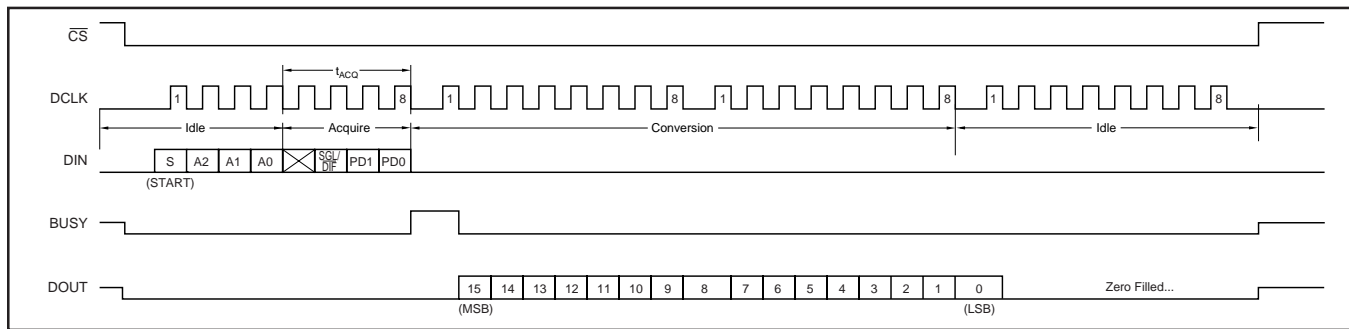 CS
tACQ
DCLK 1 8 1 8 1 8 1 8
Idle Acquire Conversion Idle
DIN S A2 A1 A0 SGL/DIF PD1 PD0
(START)
BUSY
DOUT 15 14 13 12 11 10 9 8 7 6 5 4 3 2 1 0 Zero Filled...
(MSB) (LSB)